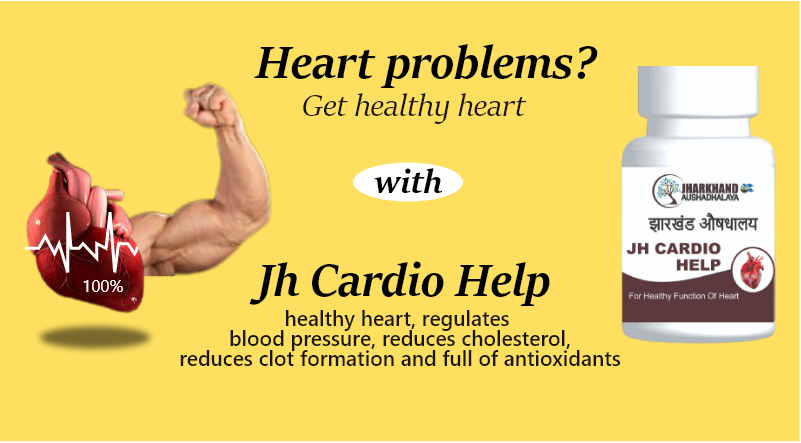 Heart problems?
Get healthy heart
with
100%
Jh Cardio Help
healthy heart, regulates
blood pressure, reduces cholesterol,
reduces clot formation and full of antioxidants
JHARKHAND
AUSHADHALAYA
झारखंड औषधालय
JH CARDIO
HELP
For Healthy Function Of Heart